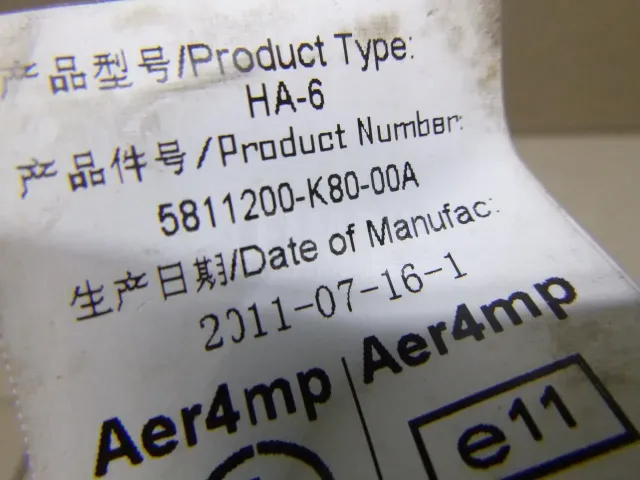 产品型号/Product Type:
HA-6
产品件号/Product Number:
5811200-K80-00A
生产日期/Date of Manufac:
2011-07-16-1
Aer4mp Aer4mp
e11